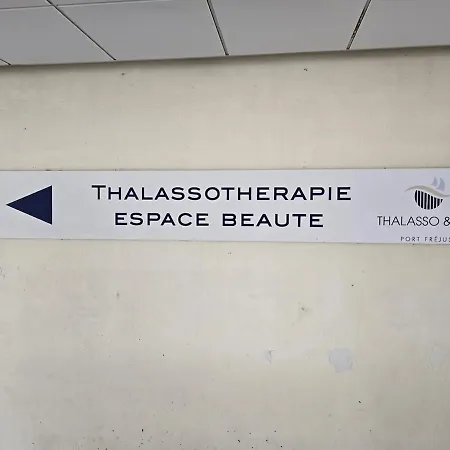 THALASSOTHERAPIE
ESPACE BEAUTE
THALASSO &
PORT FRÉJUS